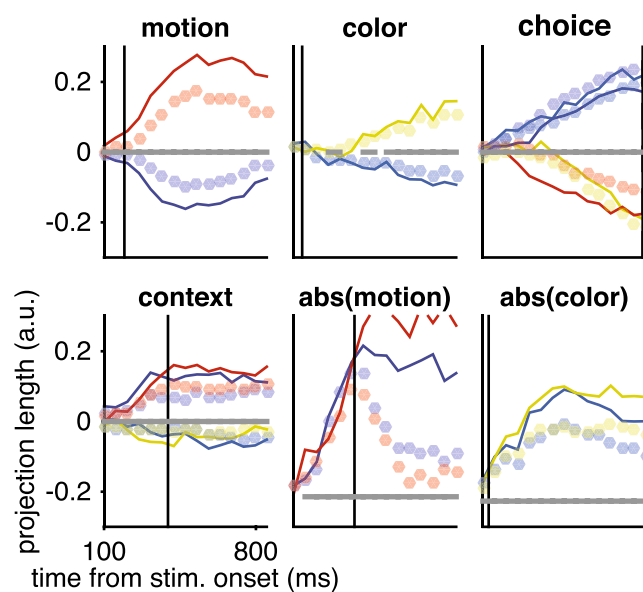 motion color choice
0.2
0
-0.2
context abs(motion) abs(color)
0.2
0
-0.2
projection length (a.u.)
100 800
time from stim. onset (ms)